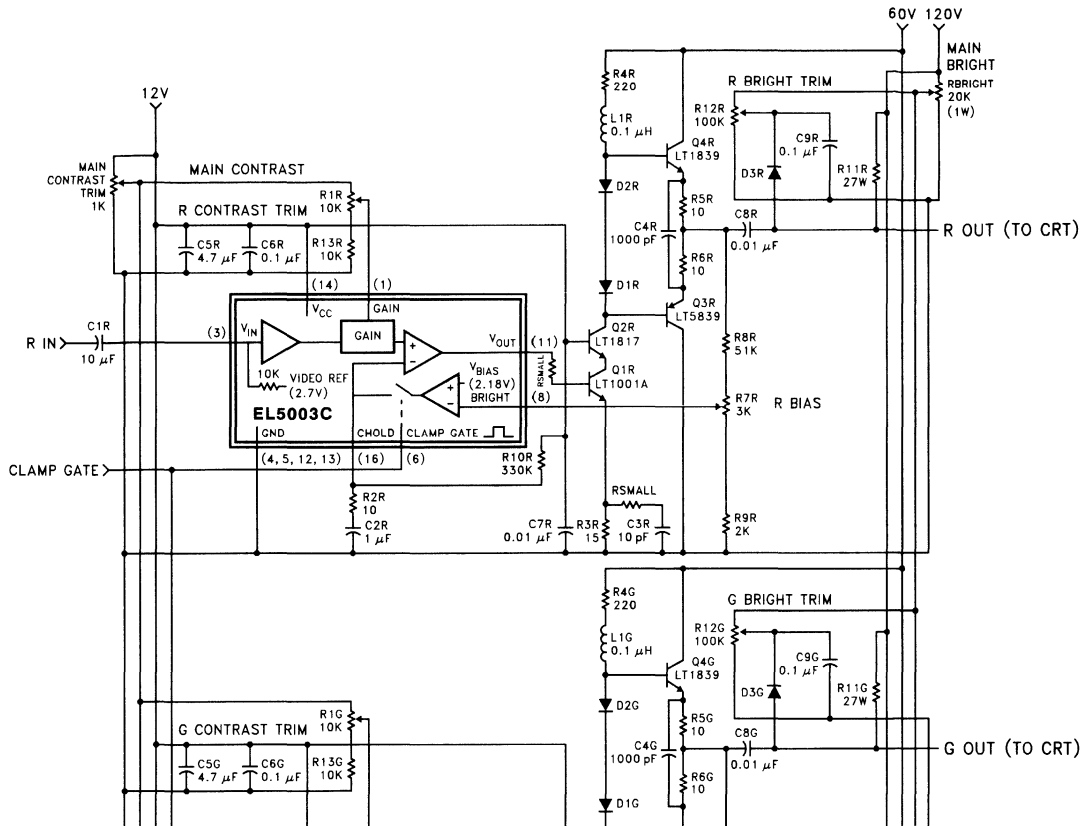 60V 120V
MAIN
BRIGHT
RBRIGHT
20K
(1W)
R4R
220
R BRIGHT TRIM
12V
L1R
0.1 μH
R12R
100K
Q4R
LT1839
C9R
0.1 μF
D3R
R11R
27W
MAIN
CONTRAST
TRIM
1K
MAIN CONTRAST
R1R
10K
D2R
R5R
10
R CONTRAST TRIM
C8R
0.01 μF
C4R
1000 pF
R OUT (TO CRT)
C5R
4.7 μF
C6R
0.1 μF
R13R
10K
R6R
10
(14)
(1)
D1R
VCC
GAIN
Q3R
LT5839
C1R
10 μF
R IN
(3)
VIN
GAIN
+
−
VOUT
(11)
Q2R
LT1817
R8R
51K
RSMALL
Q1R
LT1001A
10K
VIDEO REF
(2.7V)
VBIAS
(2.18V)
+
−
BRIGHT
(8)
R7R
3K
R BIAS
EL5003C
GND
CHOLD
CLAMP GATE
(4, 5, 12, 13)
(16)
(6)
CLAMP GATE
R10R
330K
R2R
10
RSMALL
C2R
1 μF
C7R
0.01 μF
R3R
15
C3R
10 pF
R9R
2K
R4G
220
G BRIGHT TRIM
L1G
0.1 μH
R12G
100K
Q4G
LT1839
C9G
0.1 μF
D3G
R11G
27W
R1G
10K
D2G
R5G
10
G CONTRAST TRIM
C8G
0.01 μF
C4G
1000 pF
G OUT (TO CRT)
C5G
4.7 μF
C6G
0.1 μF
R13G
10K
R6G
10
D1G